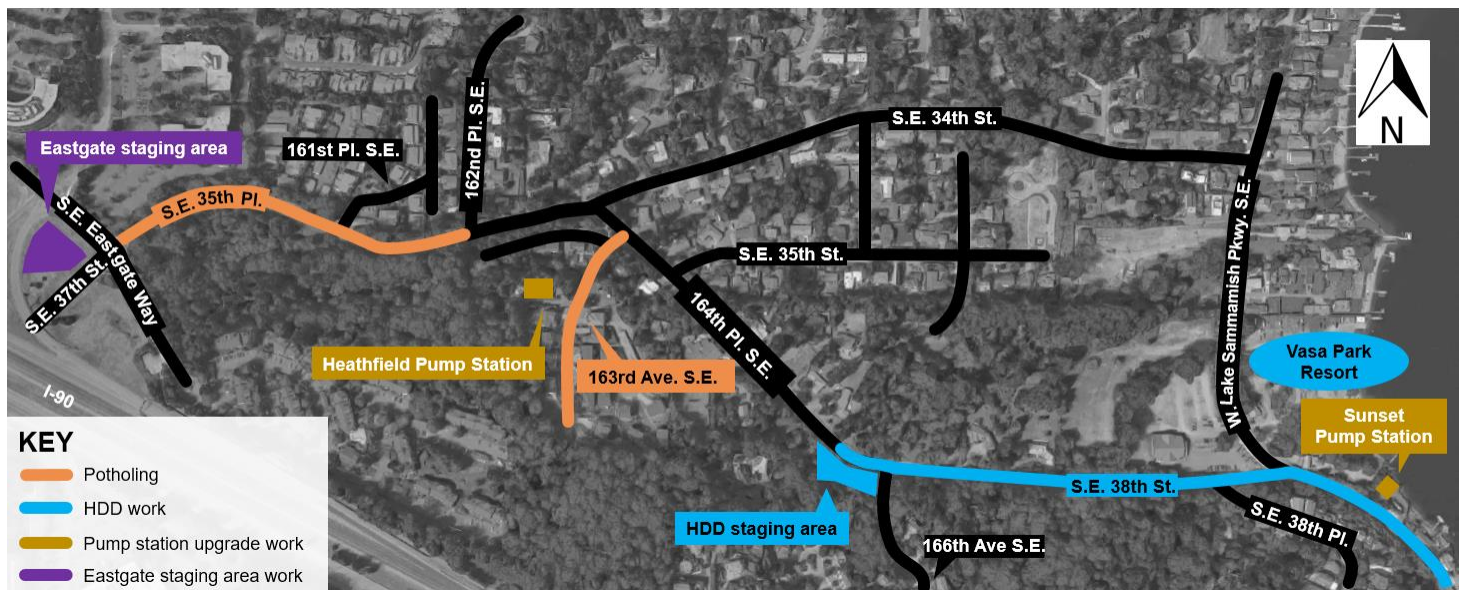 162nd Pl. S.E.
S.E. 34th St.
N
Eastgate staging area
161st Pl. S.E.
S.E. 35th Pl.
S.E. Eastgate Way
S.E. 37th St.
S.E. 35th St.
W. Lake Sammamish Pkwy. S.E.
164th Pl. S.E.
Heathfield Pump Station
163rd Ave. S.E.
Vasa Park
Resort
Sunset
Pump Station
I-90
S.E. 38th St.
HDD staging area
S.E. 38th Pl.
166th Ave S.E.
KEY
Potholing
HDD work
Pump station upgrade work
Eastgate staging area work